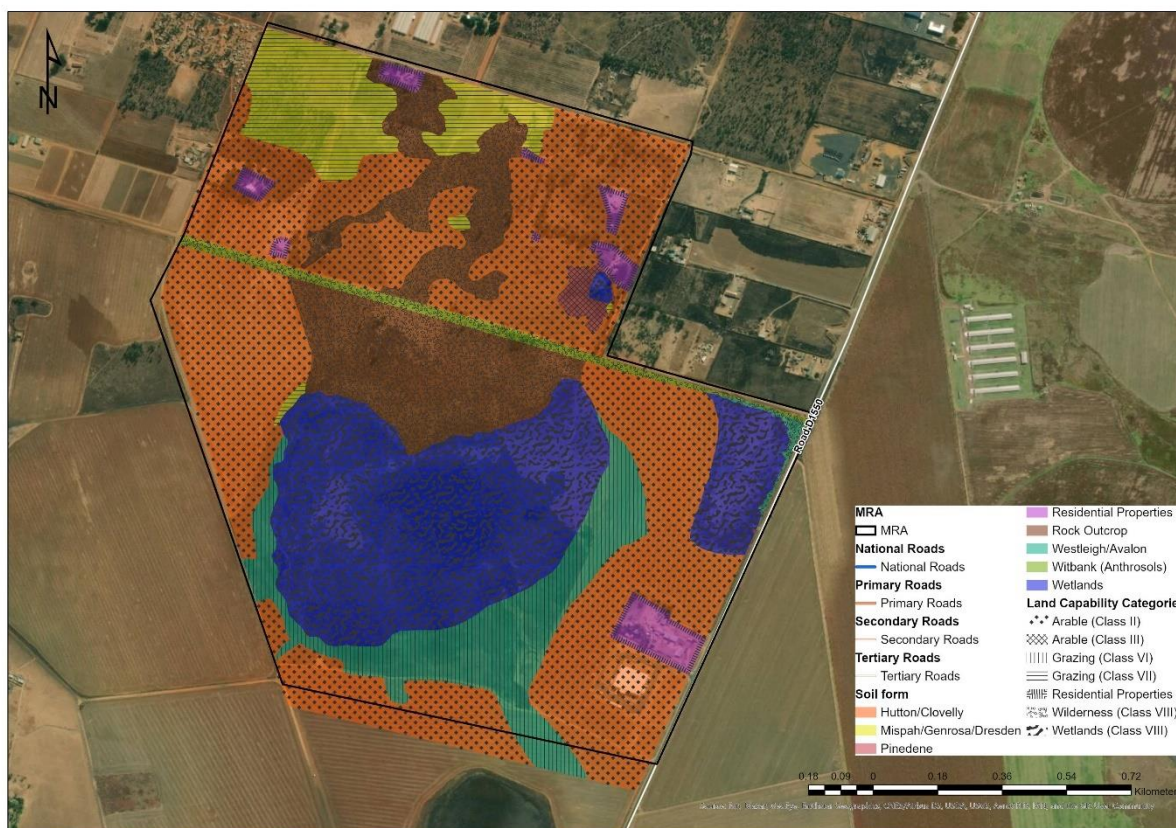 N
Road D1550
MRA
MRA
National Roads
National Roads
Primary Roads
Primary Roads
Secondary Roads
Secondary Roads
Tertiary Roads
Tertiary Roads
Soil form
Hutton/Clovelly
Mispah/Genrosa/Dresden
Pinedene
Residential Properties
Rock Outcrop
Westleigh/Avalon
Witbank (Anthrosols)
Wetlands
Land Capability Categorie
Arable (Class II)
Arable (Class III)
Grazing (Class VI)
Grazing (Class VII)
Residential Properties
Wilderness (Class VIII)
Wetlands (Class VIII)
0.18 0.09 0 0.18 0.36 0.54 0.72
Kilometer